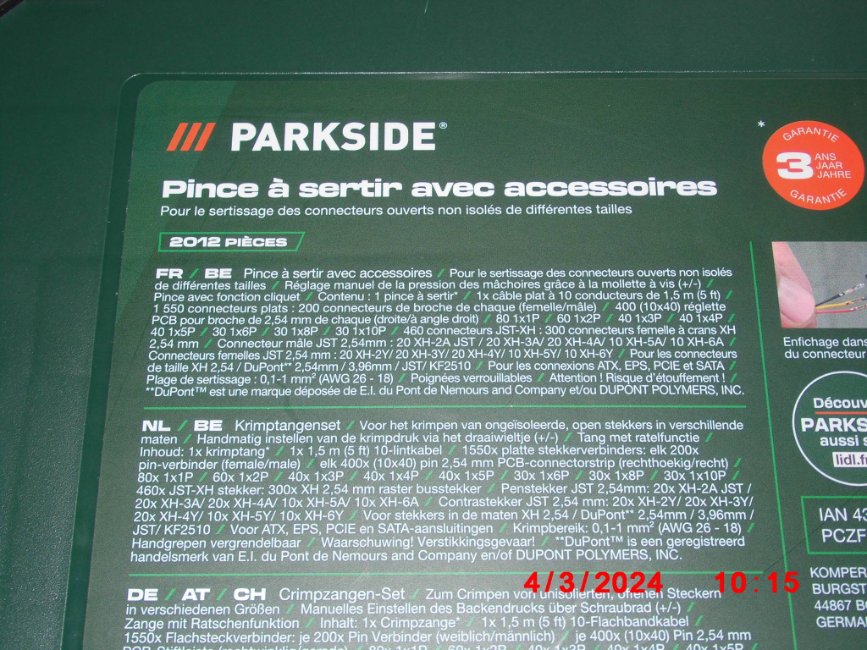 PARKSIDE®
*
GARANTIE
3 ANS
JAAR
JAHRE
GARANTIE
Pince à sertir avec accessoires
Pour le sertissage des connecteurs ouverts non isolés de différentes tailles
2012 PIÈCES
FR / BE Pince à sertir avec accessoires / Pour le sertissage des connecteurs ouverts non isolés
de différentes tailles / Réglage manuel de la pression des mâchoires grâce à la mollette à vis (+/-) /
Pince avec fonction cliquet / Contenu : 1 pince à sertir* / 1x câble plat à 10 conducteurs de 1,5 m (5 ft) /
1 550 connecteurs plats : 200 connecteurs de broche de chaque (femelle/mâle) / 400 (10x40) réglette
PCB pour broche de 2,54 mm de chaque (droite/à angle droit) / 80 1x1P / 60 1x2P / 40 1x3P / 40 1x4P /
40 1x5P / 30 1x6P / 30 1x8P / 30 1x10P / 460 connecteurs JST-XH : 300 connecteurs femelle à crans XH
2,54 mm / Connecteur mâle JST 2,54mm : 20 XH-2A JST / 20 XH-3A/ 20 XH-4A/ 10 XH-5A/ 10 XH-6A /
Connecteurs femelles JST 2,54 mm : 20 XH-2Y/ 20 XH-3Y/ 20 XH-4Y/ 10 XH-5Y/ 10 XH-6Y / Pour les connecteurs
de taille XH 2,54 / DuPont** 2,54mm / 3,96mm / JST/ KF2510 / Pour les connexions ATX, EPS, PCIE et SATA /
Plage de sertissage : 0,1-1 mm² (AWG 26 - 18) / Poignées verrouillables / Attention ! Risque d'étouffement ! /
**DuPont™ est une marque déposée de E.I. du Pont de Nemours and Company et/ou DUPONT POLYMERS, INC.
NL / BE Krimptangenset / Voor het krimpen van ongeïsoleerde, open stekkers in verschillende
maten / Handmatig instellen van de krimpdruk via het draaiwieltje (+/-) / Tang met ratelfunctie /
Inhoud: 1x krimptang* / 1x 1,5 m (5 ft) 10-lintkabel / 1550x platte stekkerverbinders: elk 200x
pin-verbinder (female/male) / elk 400x (10x40) pin 2,54 mm PCB-connectorstrip (rechthoekig/recht) /
80x 1x1P / 60x 1x2P / 40x 1x3P / 40x 1x4P / 40x 1x5P / 30x 1x6P / 30x 1x8P / 30x 1x10P /
460x JST-XH stekker: 300x XH 2,54 mm raster busstekker / Penstekker JST 2,54mm: 20x XH-2A JST /
20x XH-3A/ 20x XH-4A/ 10x XH-5A/ 10x XH-6A / Contrastekker JST 2,54 mm: 20x XH-2Y/ 20x XH-3Y/
20x XH-4Y/ 10x XH-5Y/ 10x XH-6Y / Voor stekkers in de maten XH 2,54 / DuPont** 2,54mm / 3,96mm /
JST/ KF2510 / Voor ATX, EPS, PCIE en SATA-aansluitingen / Krimpbereik: 0,1-1 mm² (AWG 26 - 18) /
Handgrepen vergrendelbaar / Waarschuwing! Verstikkingsgevaar! / **DuPont™ is een geregistreerd
handelsmerk van E.I. du Pont de Nemours and Company en/of DUPONT POLYMERS, INC.
DE / AT / CH Crimpzangen-Set / Zum Crimpen von unisolierten, offenen Steckern
in verschiedenen Größen / Manuelles Einstellen des Backendrucks über Schraubrad (+/-) /
Zange mit Ratschenfunktion / Inhalt: 1x Crimpzange* / 1x 1,5 m (5 ft) 10-Flachbandkabel /
1550x Flachsteckverbinder: je 200x Pin Verbinder (weiblich/männlich) / je 400x (10x40) Pin 2,54 mm
Enfichage dans
du connecteur
Découv
PARKS
aussi s
lidl.f
IAN 43
PCZF
KOMPER
BURGST
44867 BO
GERMAN
4/3/2024 10:15